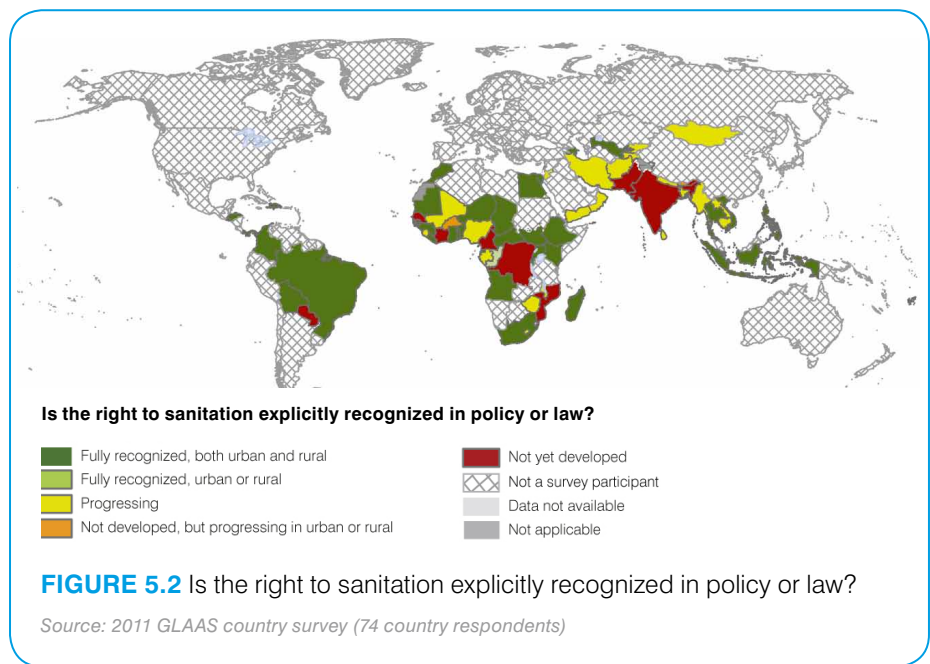 Is the right to sanitation explicitly recognized in policy or law?
Fully recognized, both urban and rural
Fully recognized, urban or rural
Progressing
Not developed, but progressing in urban or rural
Not yet developed
Not a survey participant
Data not available
Not applicable
FIGURE 5.2 Is the right to sanitation explicitly recognized in policy or law?
Source: 2011 GLAAS country survey (74 country respondents)